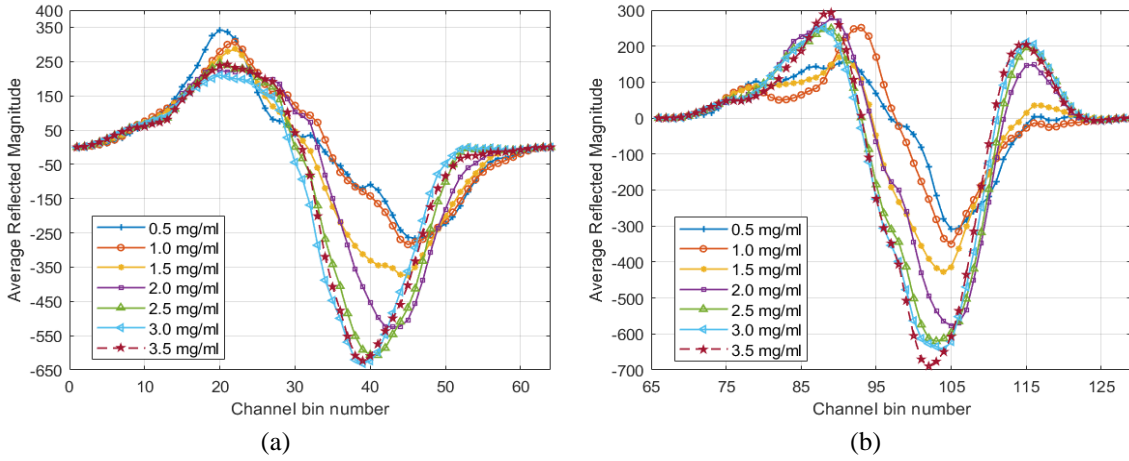 400
350
250
150
50
-50
-150
-250
-350
-450
-550
-650
0 10 20 30 40 50 60
Average Reflected Magnitude
Channel bin number
0.5 mg/ml
1.0 mg/ml
1.5 mg/ml
2.0 mg/ml
2.5 mg/ml
3.0 mg/ml
3.5 mg/ml
(a)
300
200
100
0
-100
-200
-300
-400
-500
-600
-700
65 75 85 95 105 115 125
Average Reflected Magnitude
Channel bin number
0.5 mg/ml
1.0 mg/ml
1.5 mg/ml
2.0 mg/ml
2.5 mg/ml
3.0 mg/ml
3.5 mg/ml
(b)